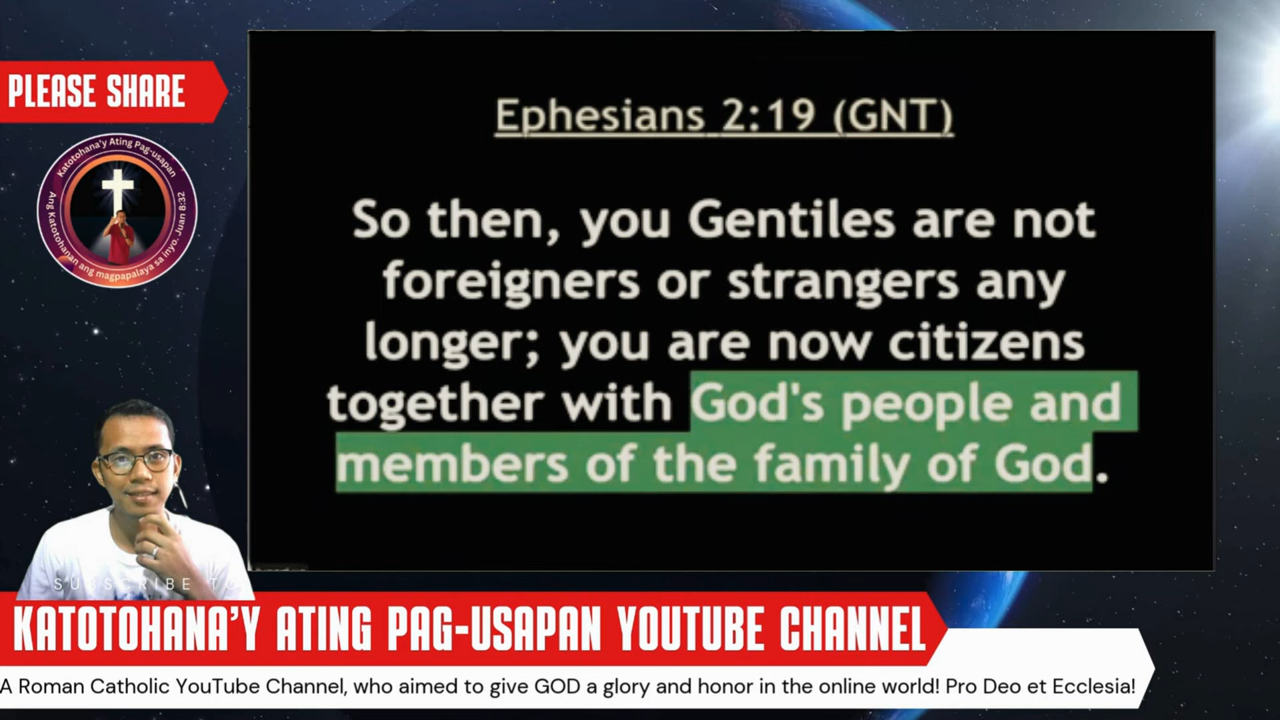 PLEASE SHARE
Katotohana'y Ating Pag-usapan
Ang Katotohanan ang magpapalaya sa inyo. Juan 8:32
Ephesians 2:19 (GNT)
So then, you Gentiles are not
foreigners or strangers any
longer; you are now citizens
together with God's people and
members of the family of God.
SUBSCRIBE TO
KATOTOHANA'Y ATING PAG-USAPAN YOUTUBE CHANNEL
A Roman Catholic YouTube Channel, who aimed to give GOD a glory and honor in the online world! Pro Deo et Ecclesia!